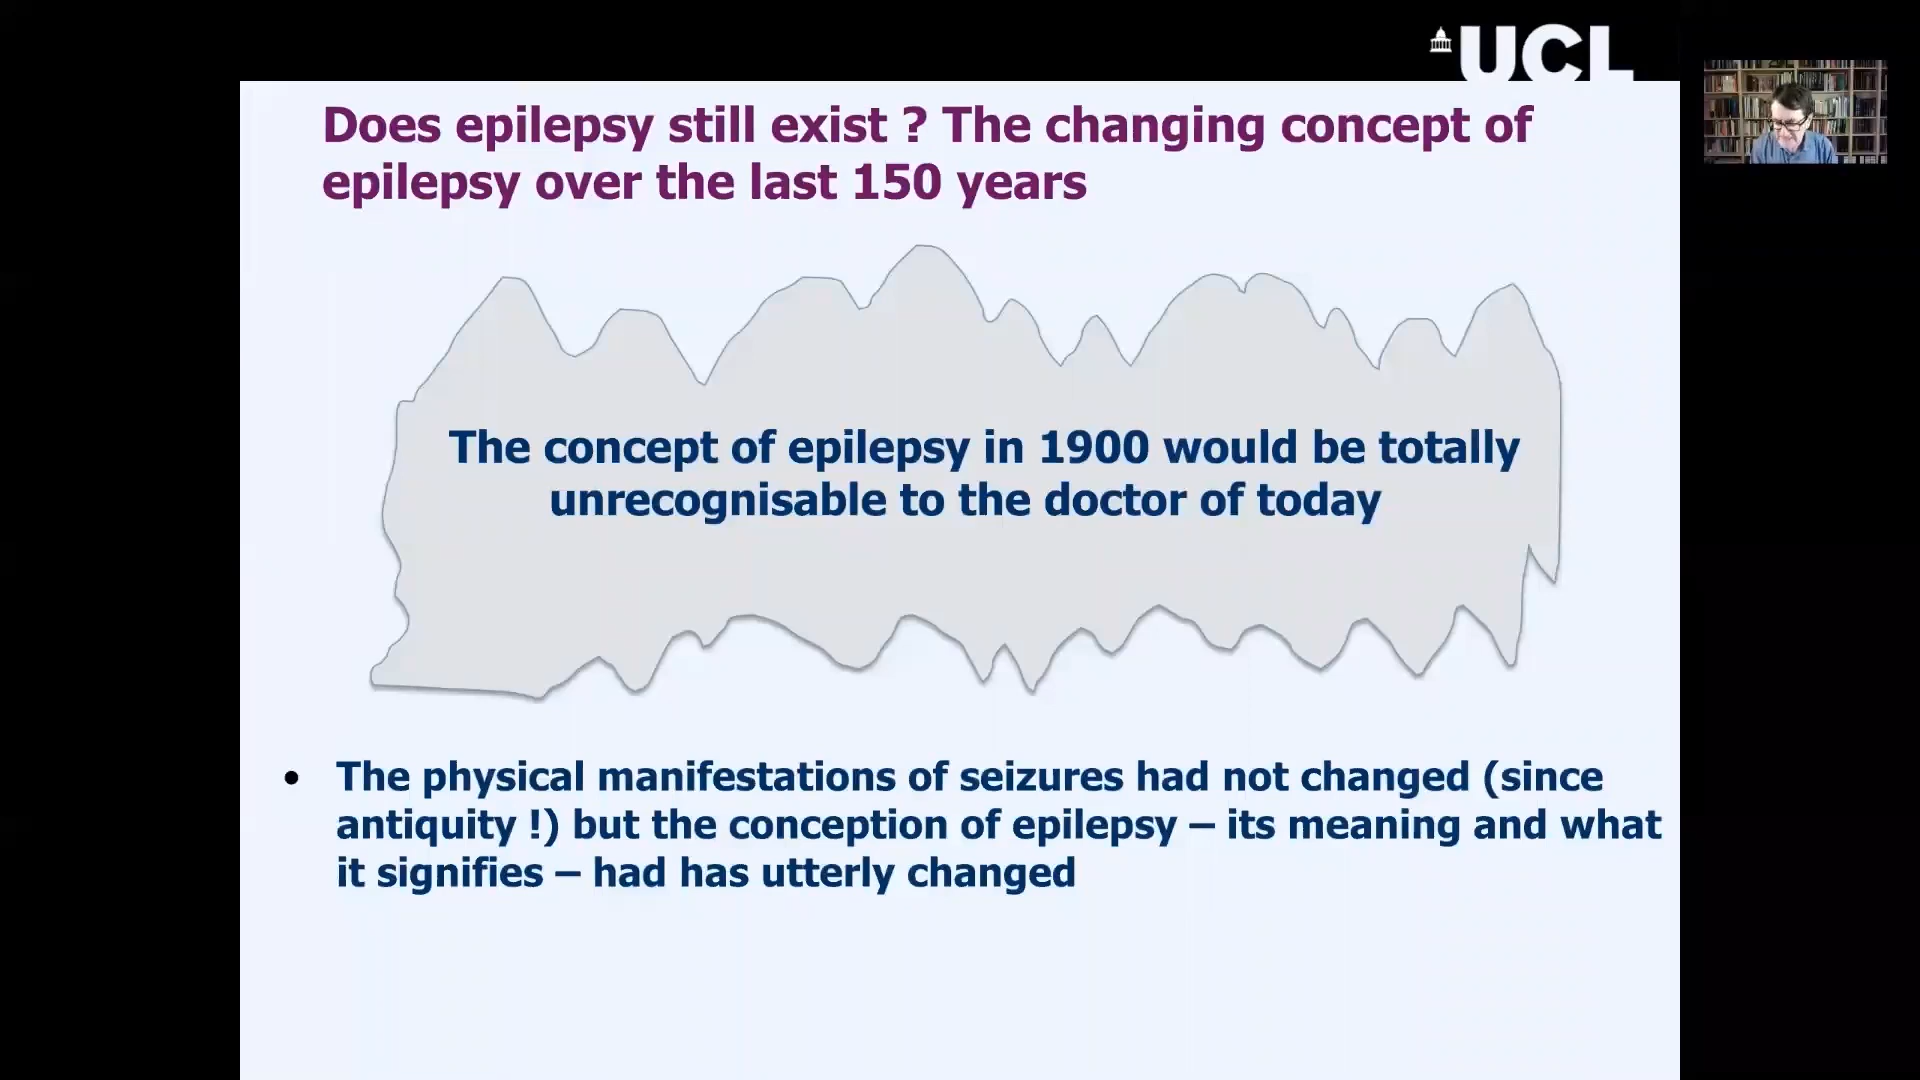 UCL
Does epilepsy still exist ? The changing concept of
epilepsy over the last 150 years
The concept of epilepsy in 1900 would be totally
unrecognisable to the doctor of today
• The physical manifestations of seizures had not changed (since
antiquity !) but the conception of epilepsy – its meaning and what
it signifies – had has utterly changed